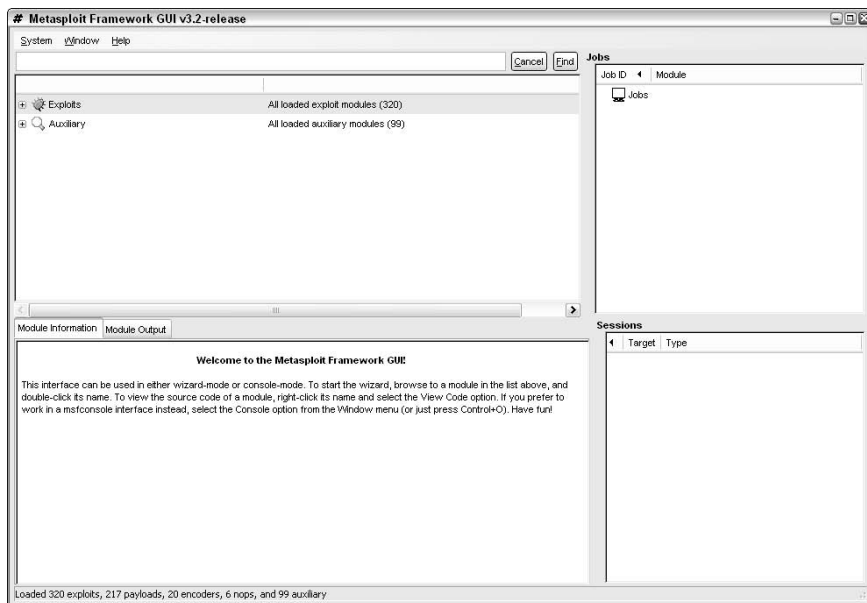 # Metasploit Framework GUI v3.2-release
System Window Help
Cancel Find
Jobs
Job ID Module
Jobs
Exploits All loaded exploit modules (320)
Auxiliary All loaded auxiliary modules (99)
Module Information Module Output
Sessions
Target Type
Welcome to the Metasploit Framework GUI!
This interface can be used in either wizard-mode or console-mode. To start the wizard, browse to a module in the list above, and
double-click its name. To view the source code of a module, right-click its name and select the View Code option. If you prefer to
work in a msfconsole interface instead, select the Console option from the Window menu (or just press Control+O). Have fun!
Loaded 320 exploits, 217 payloads, 20 encoders, 6 nops, and 99 auxiliary